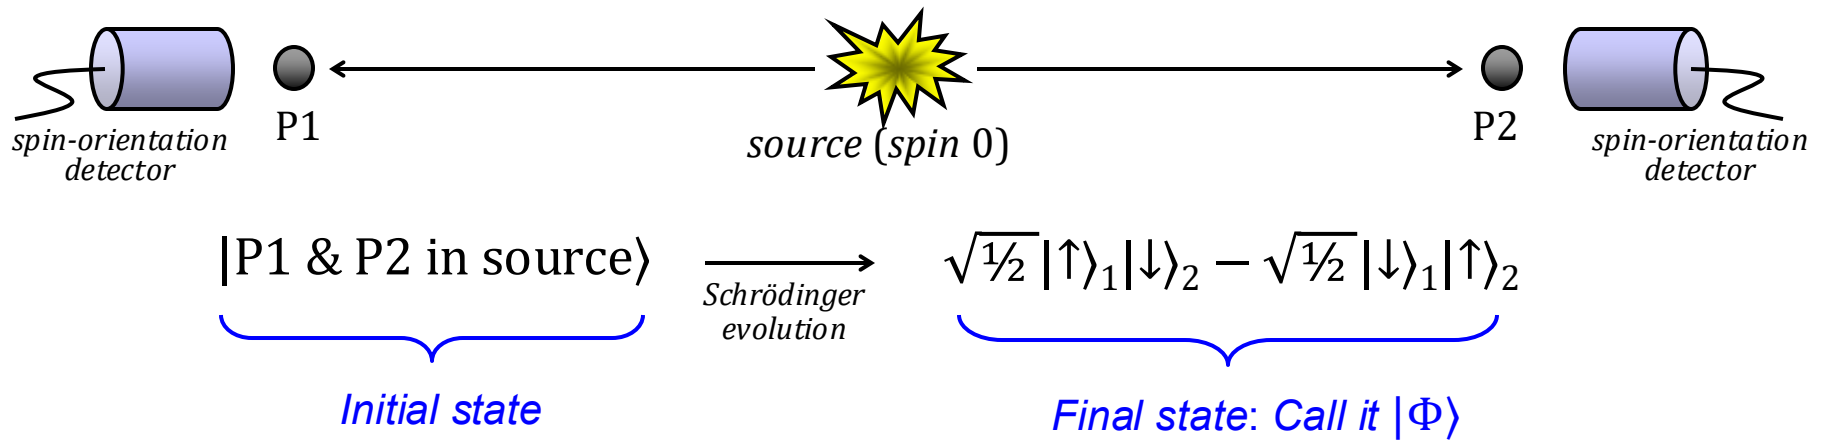 P1
source (spin 0)
P2
spin-orientation
detector
spin-orientation
detector
|P1 & P2 in source⟩
Schrödinger
evolution
√½ |↑⟩₁|↓⟩₂ − √½ |↓⟩₁|↑⟩₂
Initial state
Final state: Call it |Φ⟩